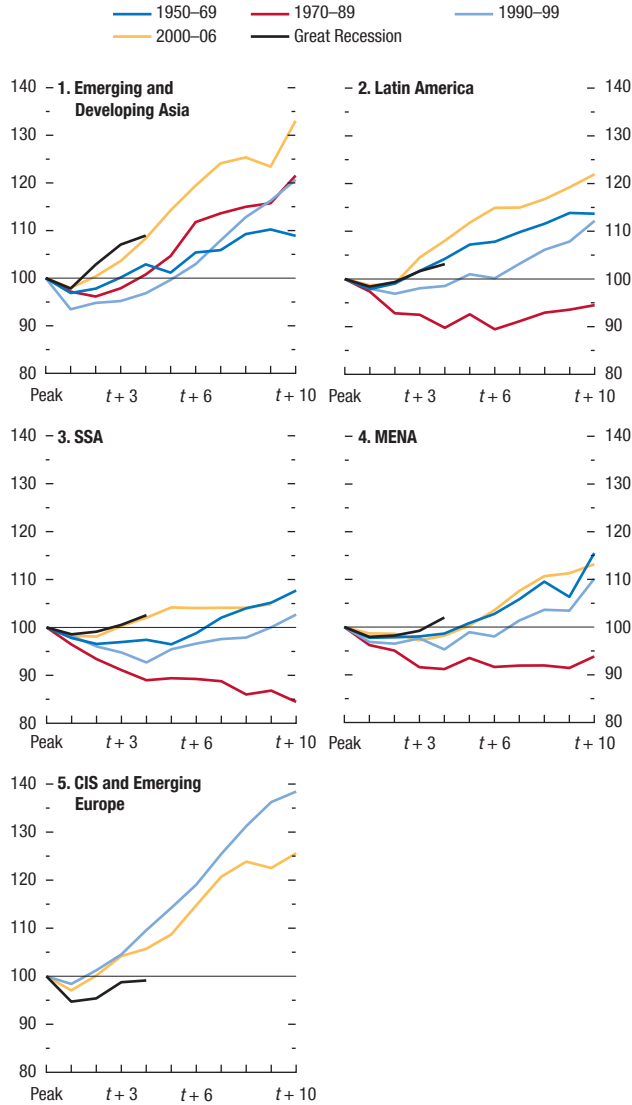 1950–69 1970–89 1990–99
2000–06 Great Recession
1. Emerging and
Developing Asia
140
130
120
110
100
90
80
Peak t + 3 t + 6 t + 10
2. Latin America
140
130
120
110
100
90
80
Peak t + 3 t + 6 t + 10
3. SSA
140
130
120
110
100
90
80
Peak t + 3 t + 6 t + 10
4. MENA
140
130
120
110
100
90
80
Peak t + 3 t + 6 t + 10
5. CIS and Emerging
Europe
140
130
120
110
100
90
80
Peak t + 3 t + 6 t + 10